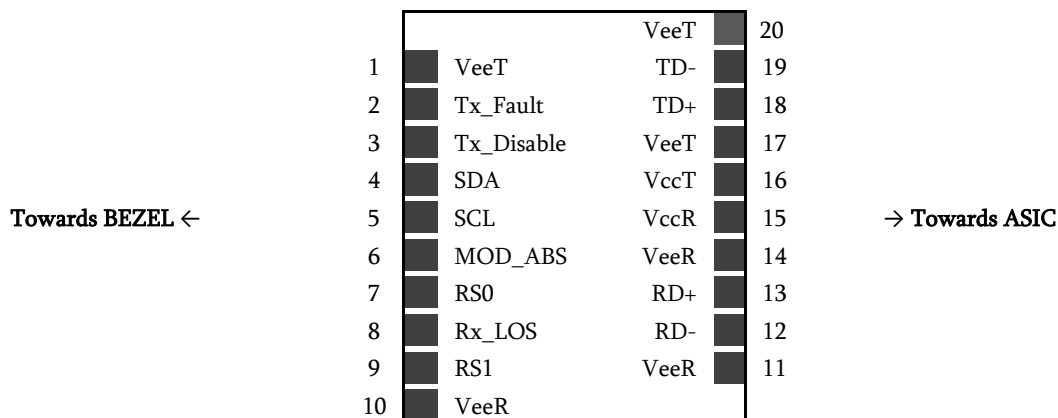 VeeT 20
1 VeeT TD- 19
2 Tx_Fault TD+ 18
3 Tx_Disable VeeT 17
4 SDA VccT 16
Towards BEZEL ← 5 SCL VccR 15 → Towards ASIC
6 MOD_ABS VeeR 14
7 RS0 RD+ 13
8 Rx_LOS RD- 12
9 RS1 VeeR 11
10 VeeR